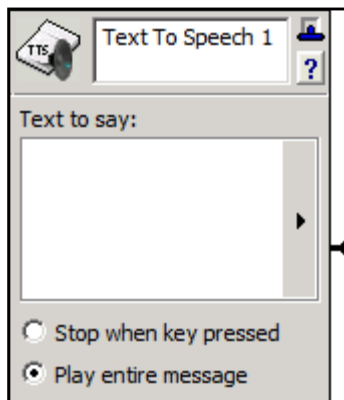 TTS
Text To Speech 1
?
Text to say:
Stop when key pressed
Play entire message